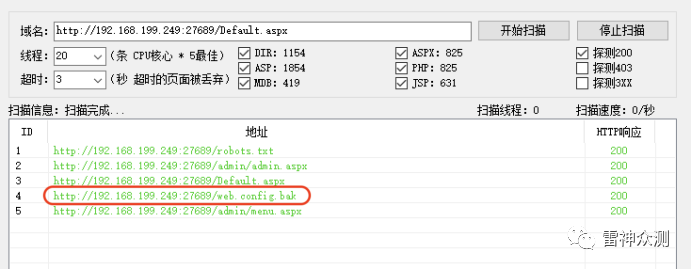 域名: http://192.168.199.249:27689/Default.aspx 开始扫描 停止扫描
线程: 20 (条 CPU核心 * 5最佳) DIR: 1154 ASPX: 825 探测200
ASP: 1854 PHP: 825 探测403
超时: 3 (秒 超时的页面被丢弃) MDB: 419 JSP: 631 探测3XX
扫描信息: 扫描完成... 扫描线程: 0 扫描速度: 0/秒
ID 地址 HTTP响应
1 http://192.168.199.249:27689/robots.txt 200
2 http://192.168.199.249:27689/admin/admin.aspx 200
3 http://192.168.199.249:27689/Default.aspx 200
4 http://192.168.199.249:27689/web.config.bak 200
5 http://192.168.199.249:27689/admin/menu.aspx 200
雷神众测